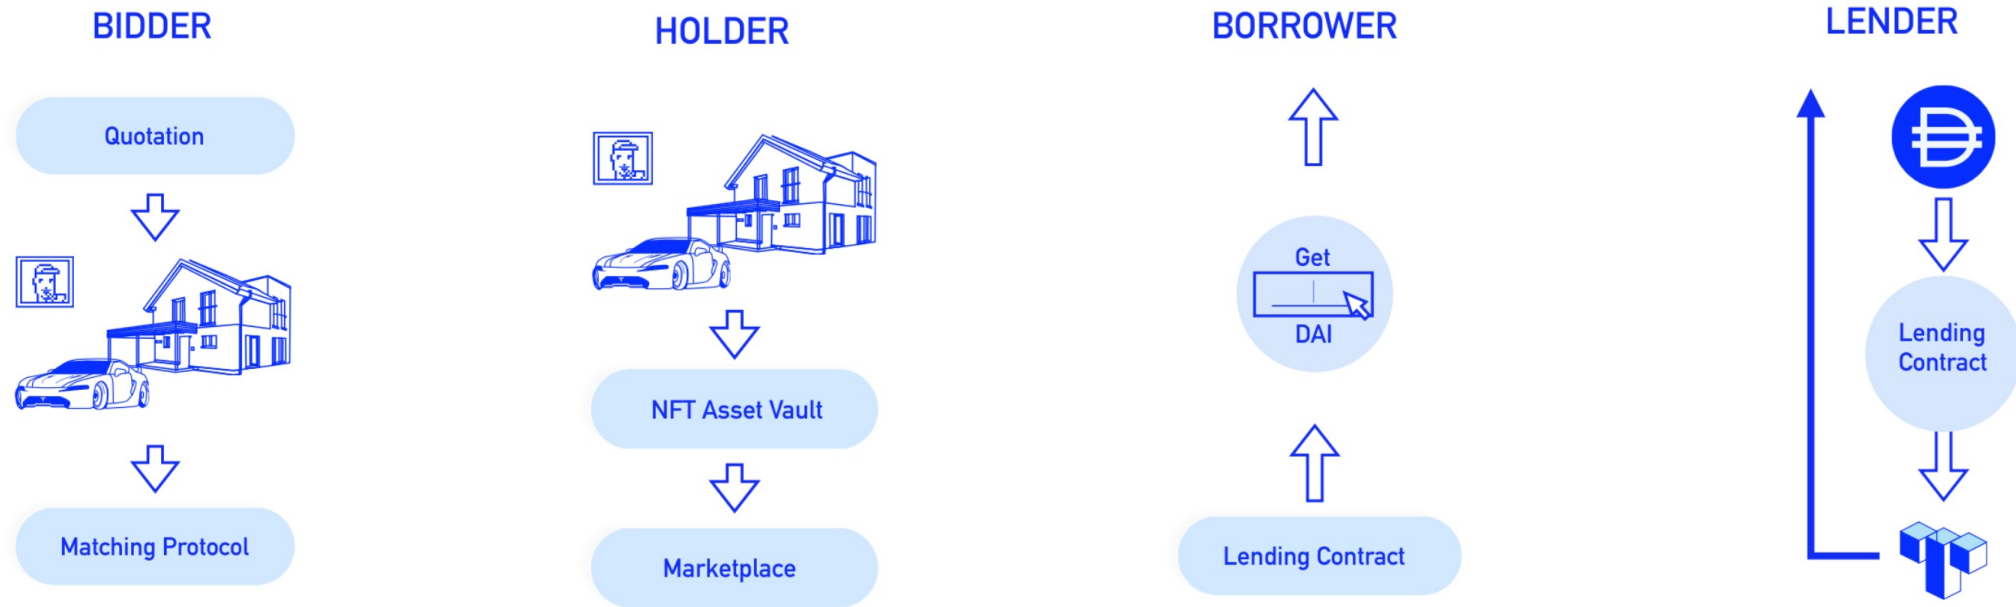 BIDDER
Quotation
Matching Protocol
HOLDER
NFT Asset Vault
Marketplace
BORROWER
Get
DAI
Lending Contract
LENDER
Lending
Contract